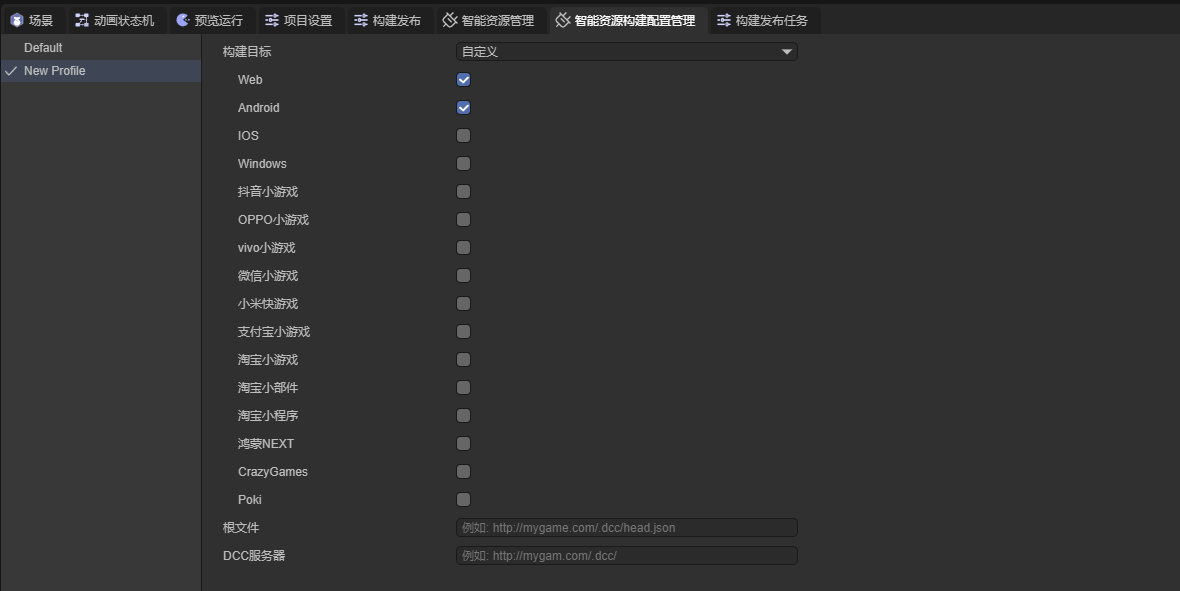 场景 动画状态机 预览运行 项目设置 构建发布 智能资源管理 智能资源构建配置管理 构建发布任务
Default
New Profile
构建目标 自定义
Web
Android
IOS
Windows
抖音小游戏
OPPO小游戏
vivo小游戏
微信小游戏
小米快游戏
支付宝小游戏
淘宝小游戏
淘宝小部件
淘宝小程序
鸿蒙NEXT
CrazyGames
Poki
根文件 例如: http://mygame.com/.dcc/head.json
DCC服务器 例如: http://mygam.com/.dcc/